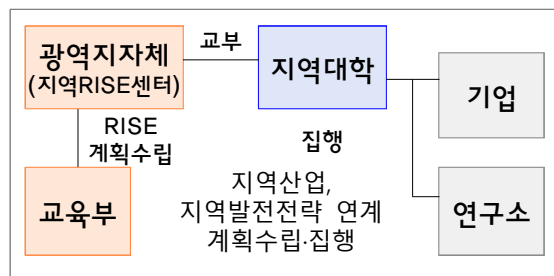 광역지자체
(지역RISE센터)
교부
지역대학
기업
RISE
계획수립
집행
지역산업,
지역발전전략 연계
계획수립·집행
교육부
연구소